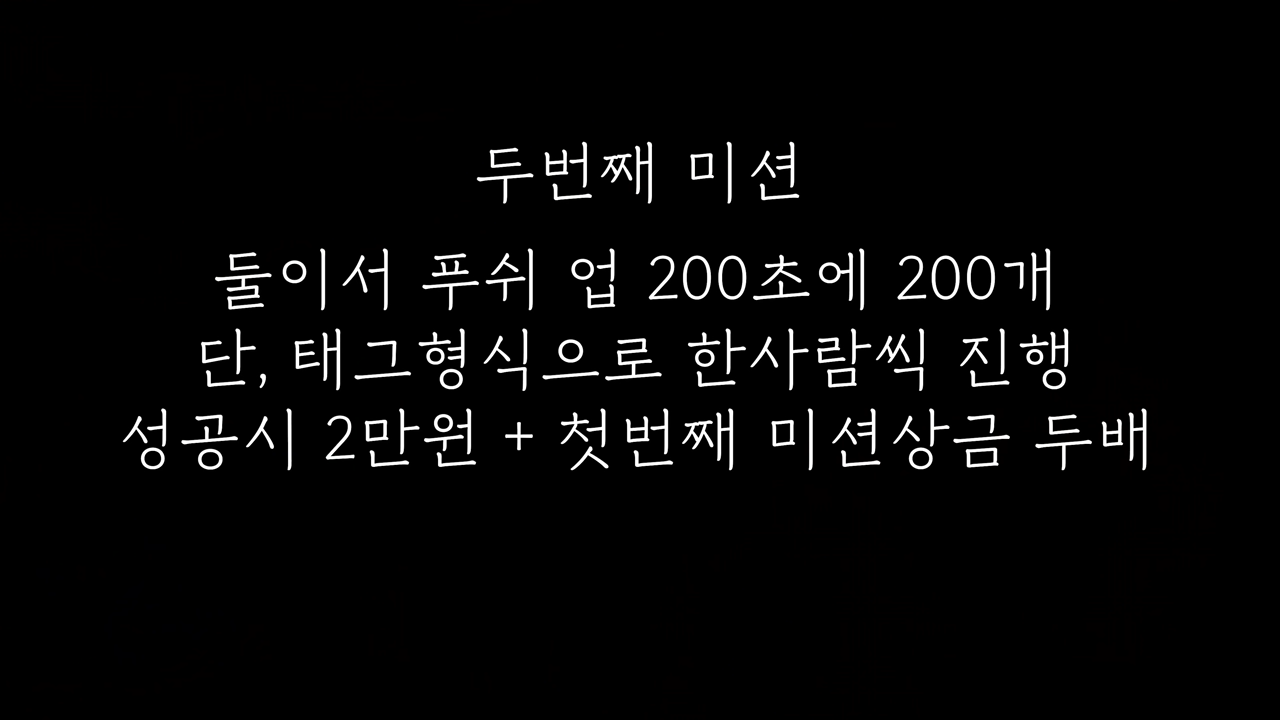 두번째 미션
둘이서 푸쉬 업 200초에 200개
단, 태그형식으로 한사람씩 진행
성공시 2만원 + 첫번째 미션상금 두배